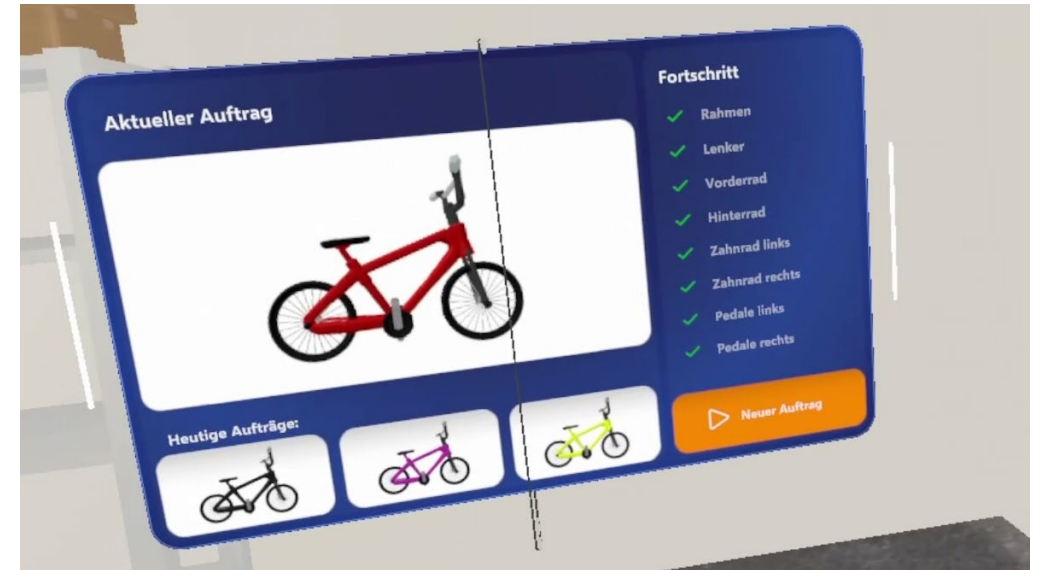 Aktueller Auftrag
Heutige Aufträge:
Fortschritt
Rahmen
Lenker
Vorderrad
Hinterrad
Zahnrad links
Zahnrad rechts
Pedale links
Pedale rechts
Neuer Auftrag